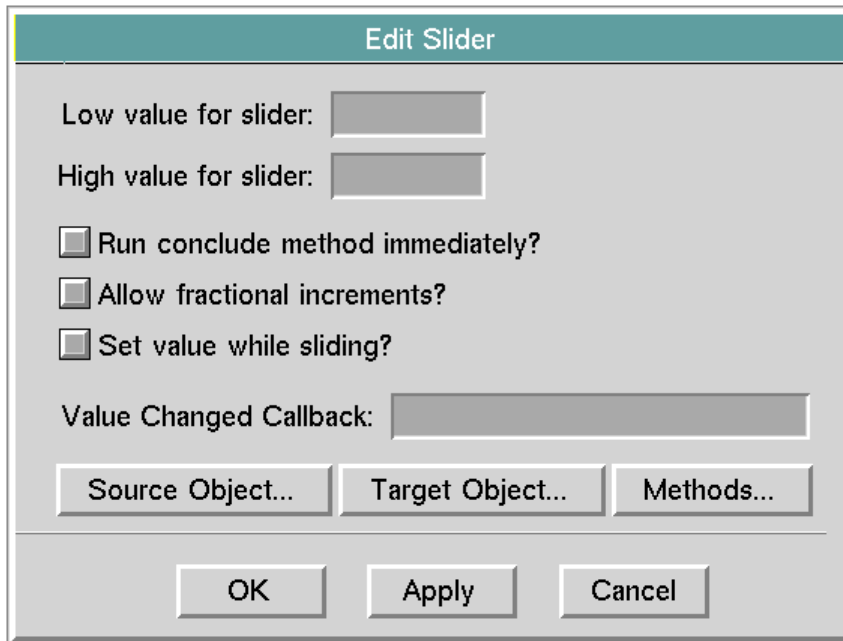 Edit Slider
Low value for slider:
High value for slider:
Run conclude method immediately?
Allow fractional increments?
Set value while sliding?
Value Changed Callback:
Source Object... Target Object... Methods...
OK Apply Cancel